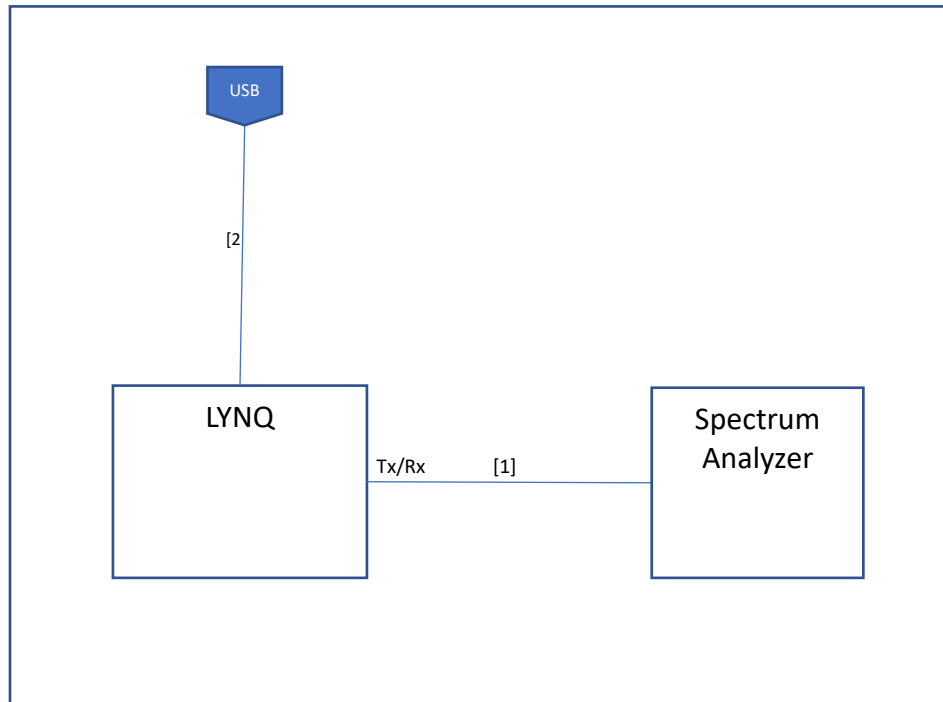 USB
[2
LYNQ
Spectrum
Analyzer
Tx/Rx
[1]